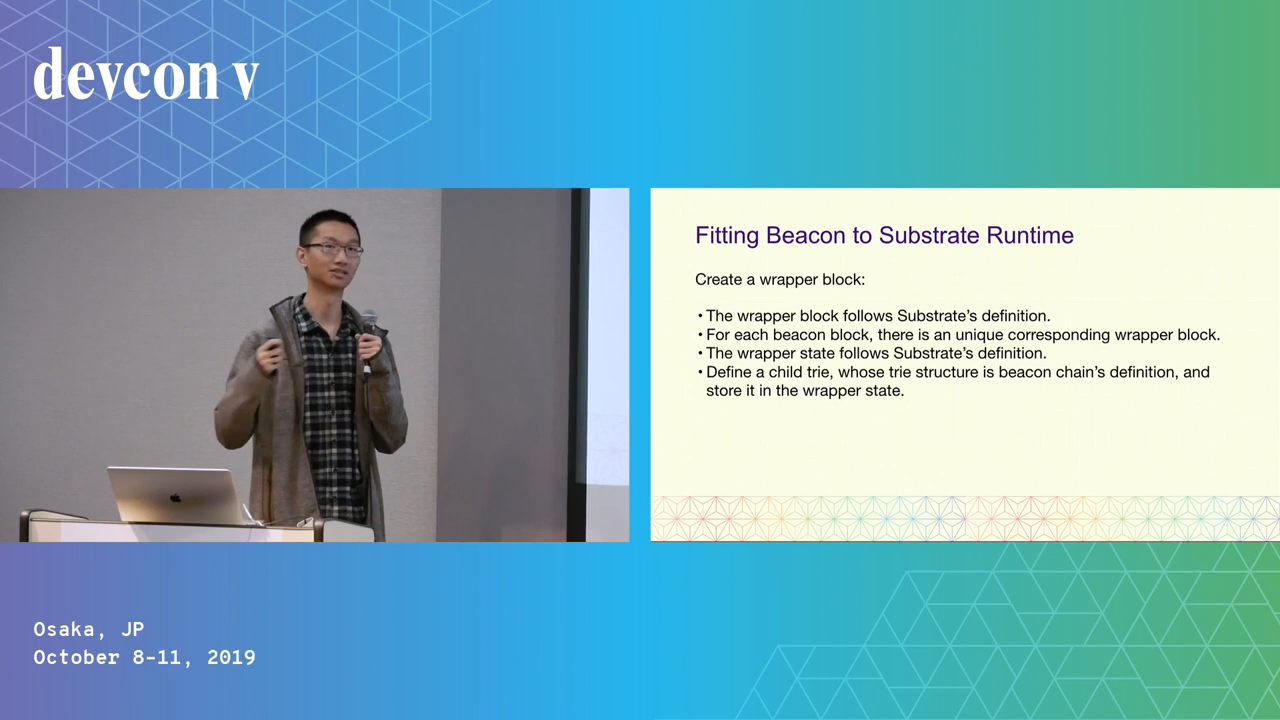 devcon v
Fitting Beacon to Substrate Runtime
Create a wrapper block:
• The wrapper block follows Substrate's definition.
• For each beacon block, there is an unique corresponding wrapper block.
• The wrapper state follows Substrate's definition.
• Define a child trie, whose trie structure is beacon chain's definition, and
store it in the wrapper state.
Osaka, JP
October 8-11, 2019